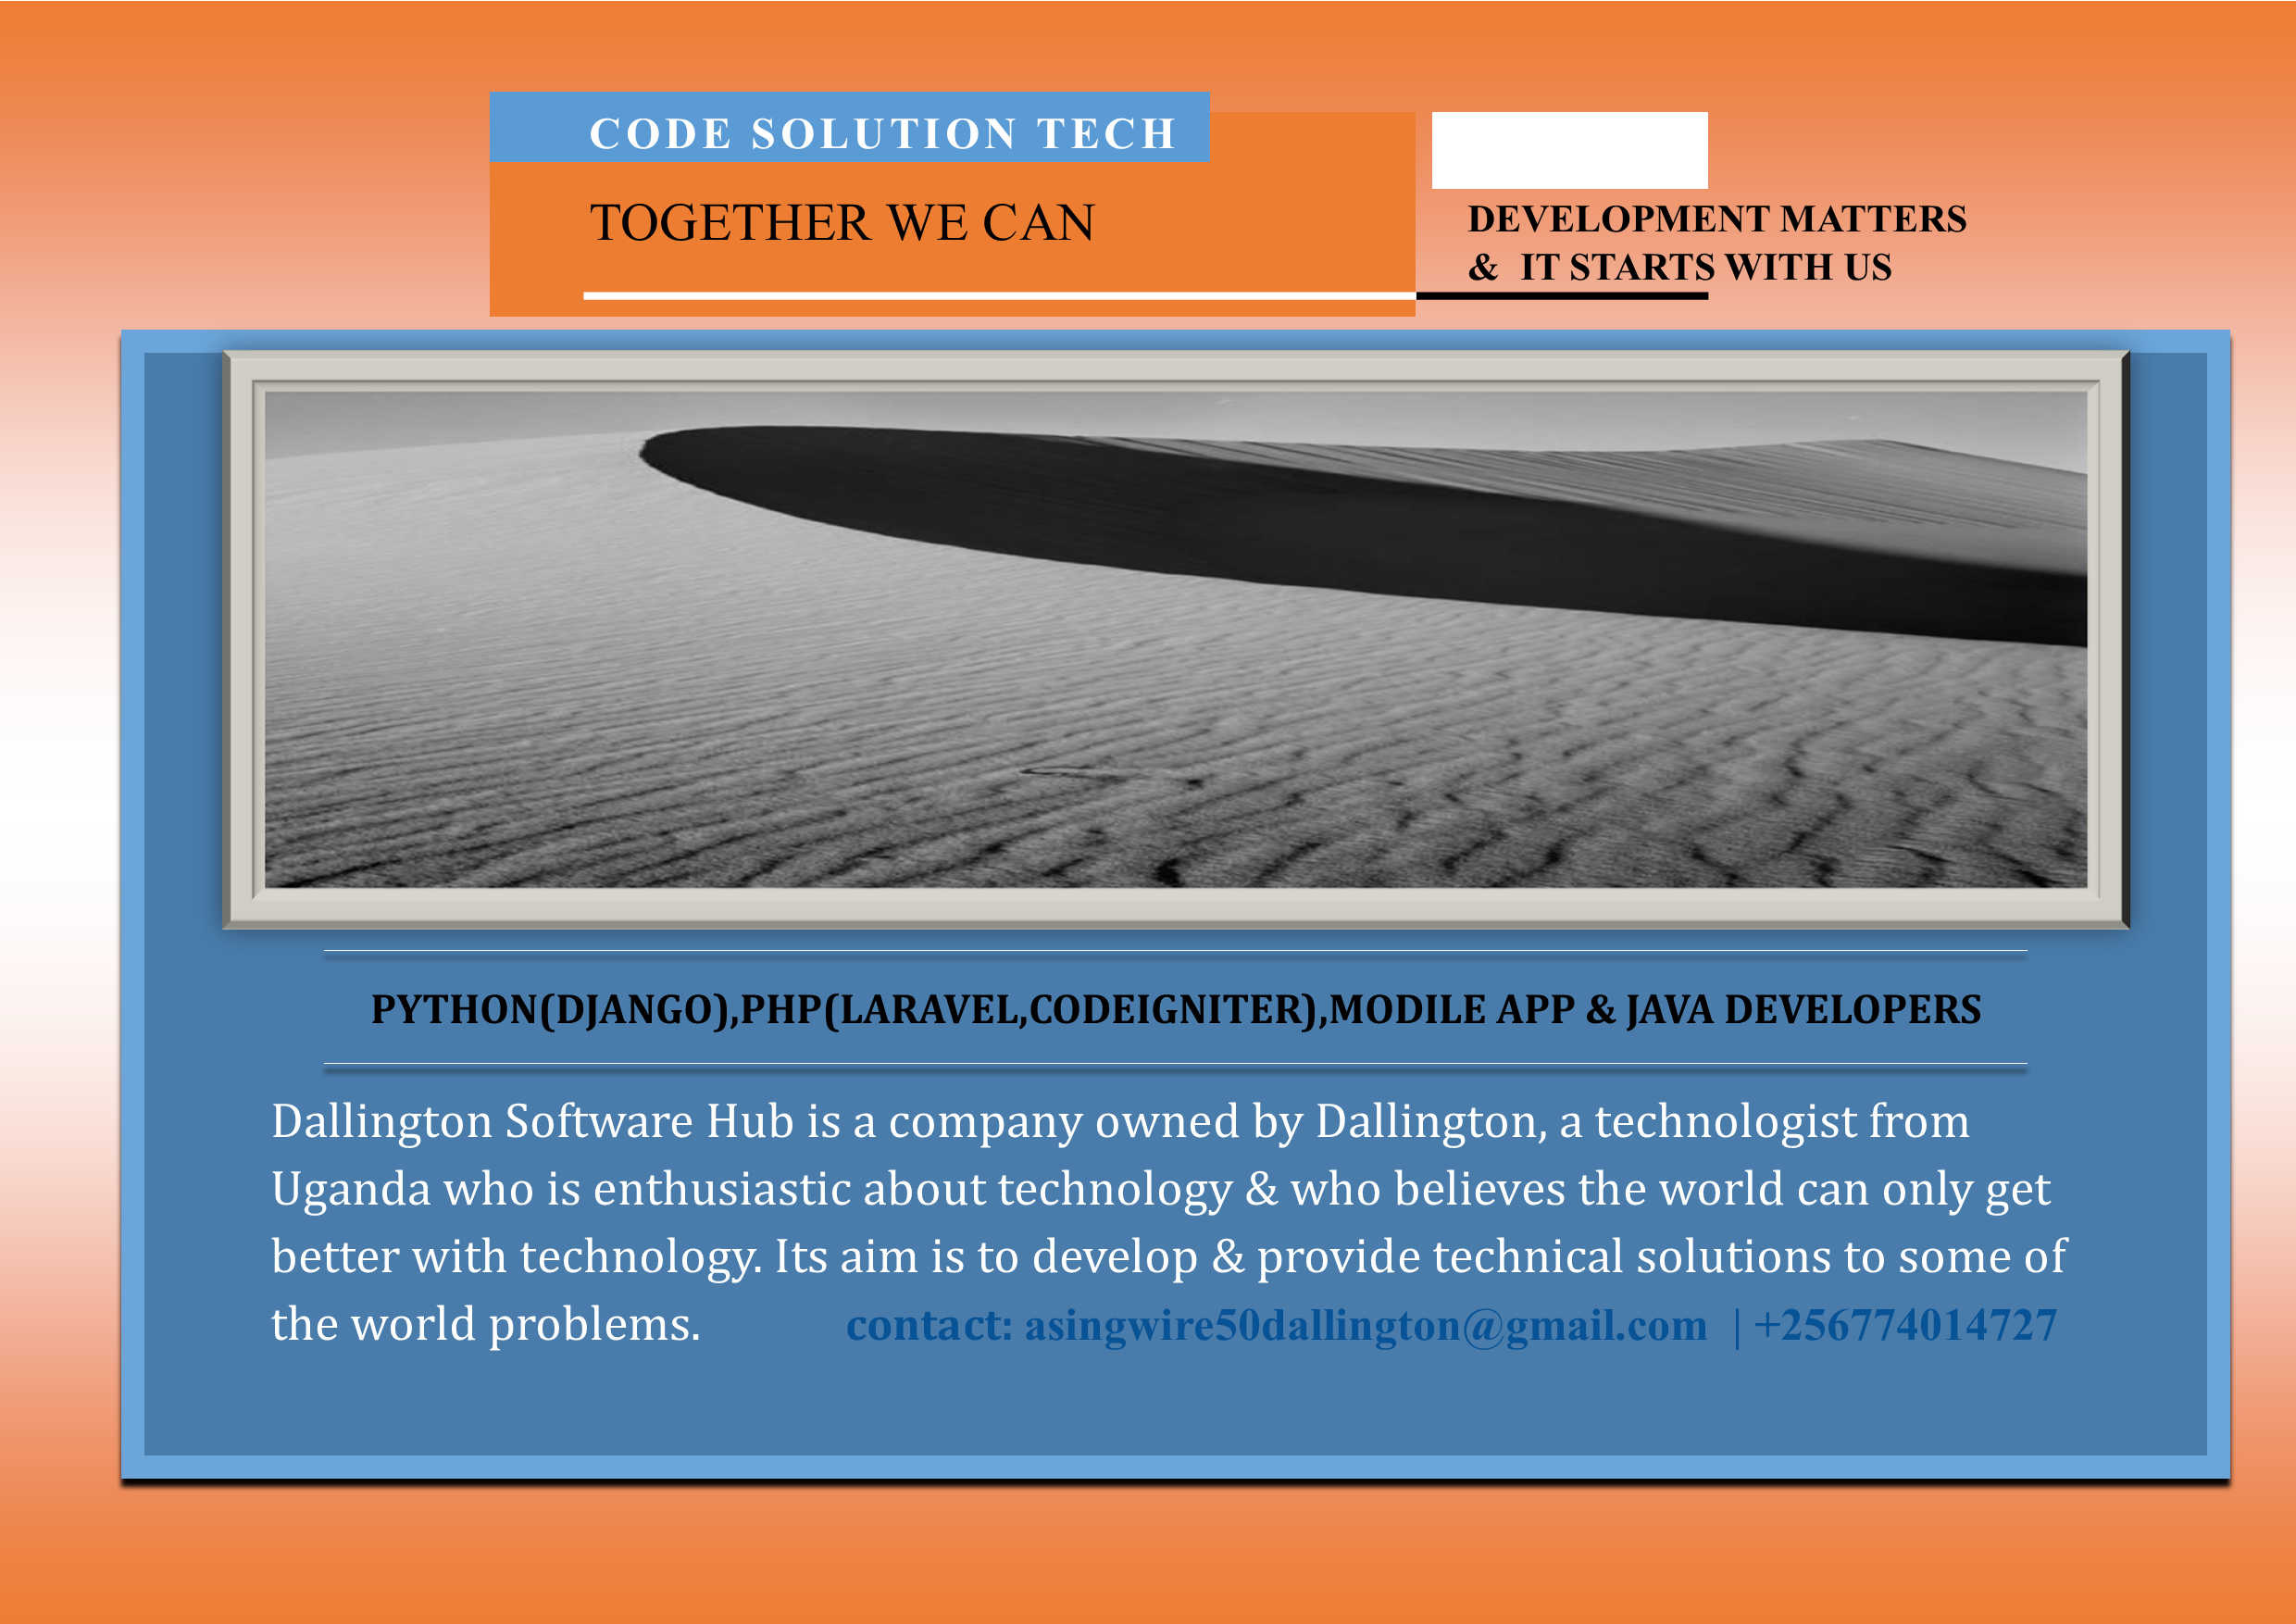 CODE SOLUTION TECH
TOGETHER WE CAN
DEVELOPMENT MATTERS
& IT STARTS WITH US
PYTHON(DJANGO),PHP(LARAVEL,CODEIGNITER),MODILE APP & JAVA DEVELOPERS
Dallington Software Hub is a company owned by Dallington, a technologist from
Uganda who is enthusiastic about technology & who believes the world can only get
better with technology. Its aim is to develop & provide technical solutions to some of
the world problems. contact: asingwire50dallington@gmail.com | +256774014727